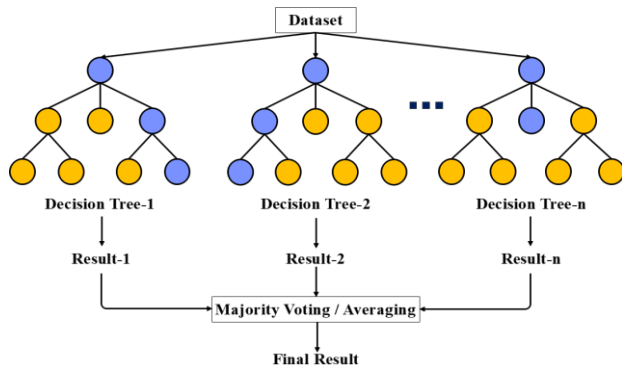 Dataset
Decision Tree-1 Decision Tree-2 Decision Tree-n
Result-1 Result-2 Result-n
Majority Voting / Averaging
Final Result